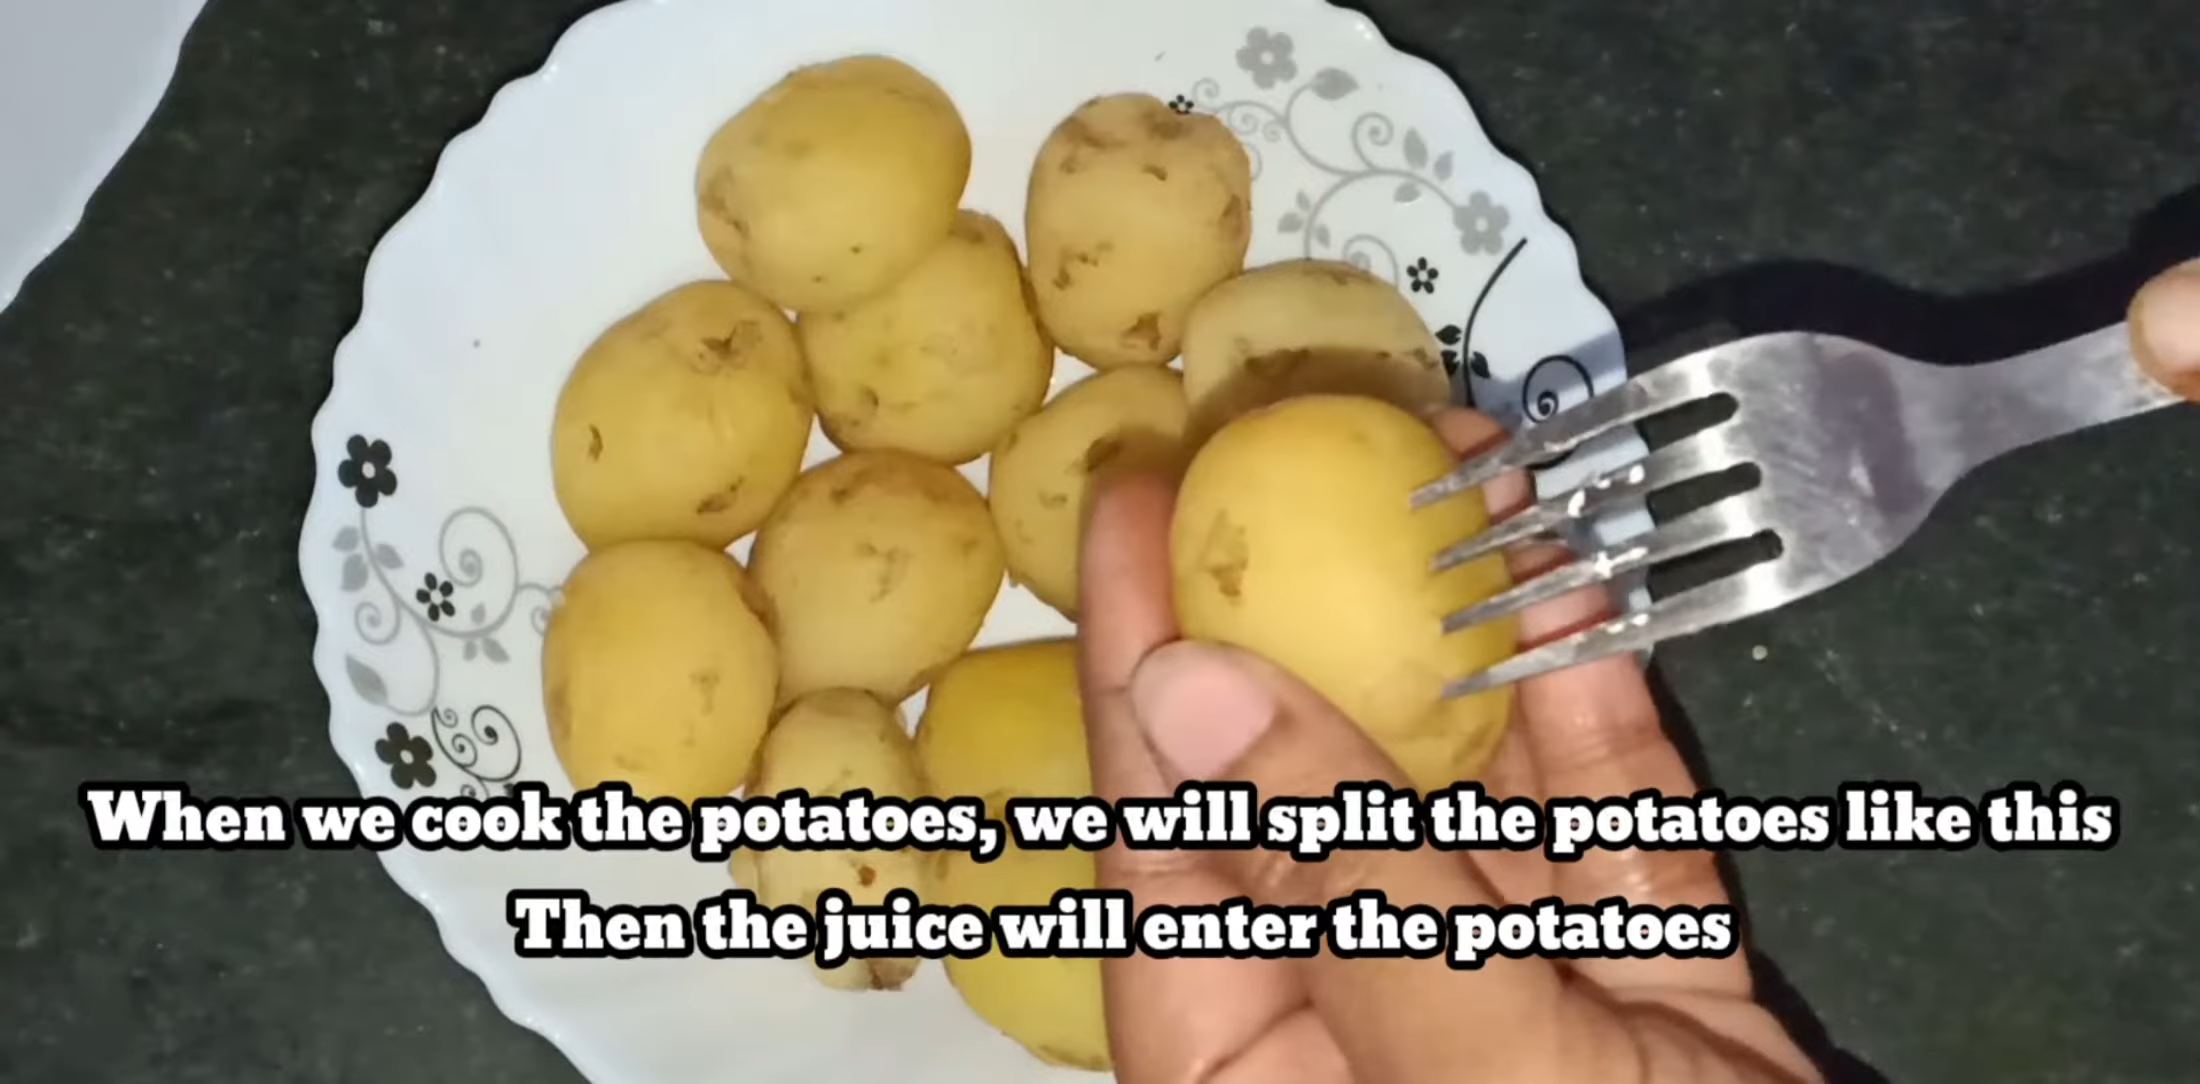 When we cook the potatoes, we will split the potatoes like this
Then the juice will enter the potatoes